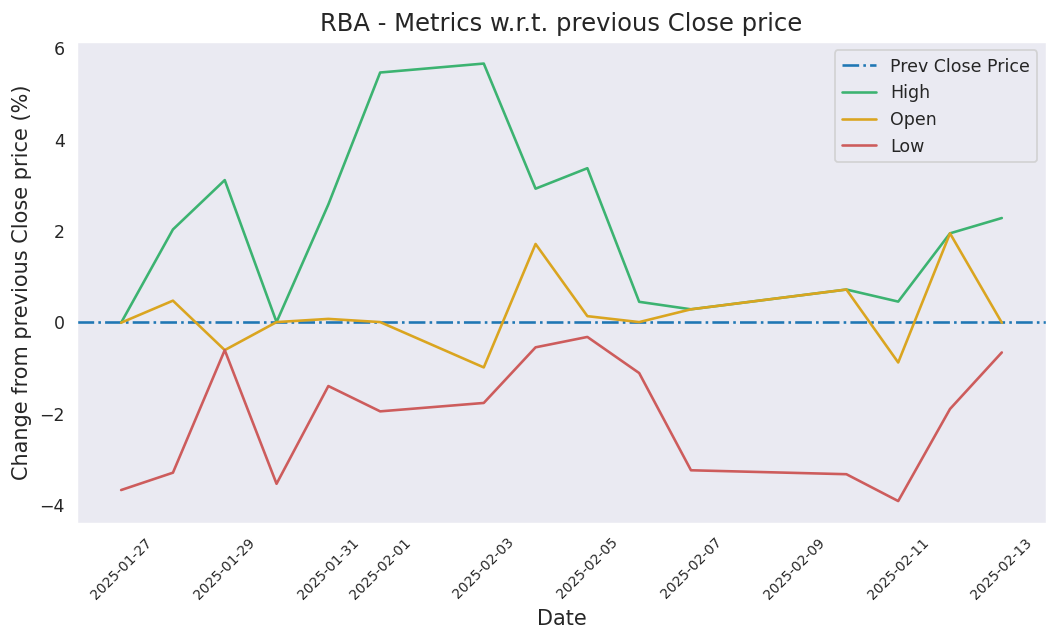 RBA - Metrics w.r.t. previous Close price
Change from previous Close price (%)
6
4
2
0
−2
−4
Prev Close Price
High
Open
Low
2025-01-27
2025-01-29
2025-01-31
2025-02-01
2025-02-03
2025-02-05
2025-02-07
2025-02-09
2025-02-11
2025-02-13
Date